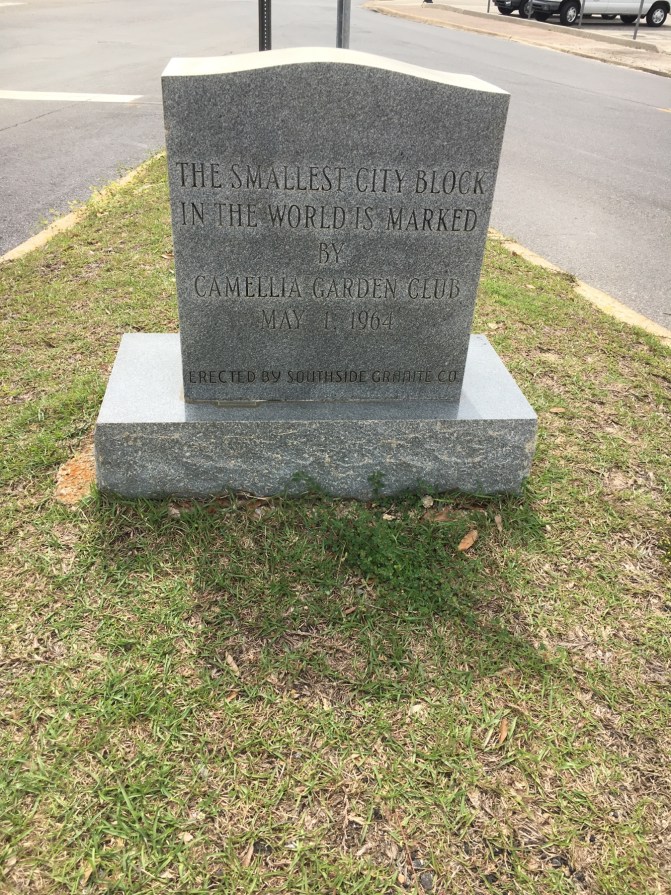 THE SMALLEST CITY BLOCK
IN THE WORLD IS MARKED
BY
CAMELLIA GARDEN CLUB
MAY 1, 1964
ERECTED BY SOUTHSIDE GRANITE CO.